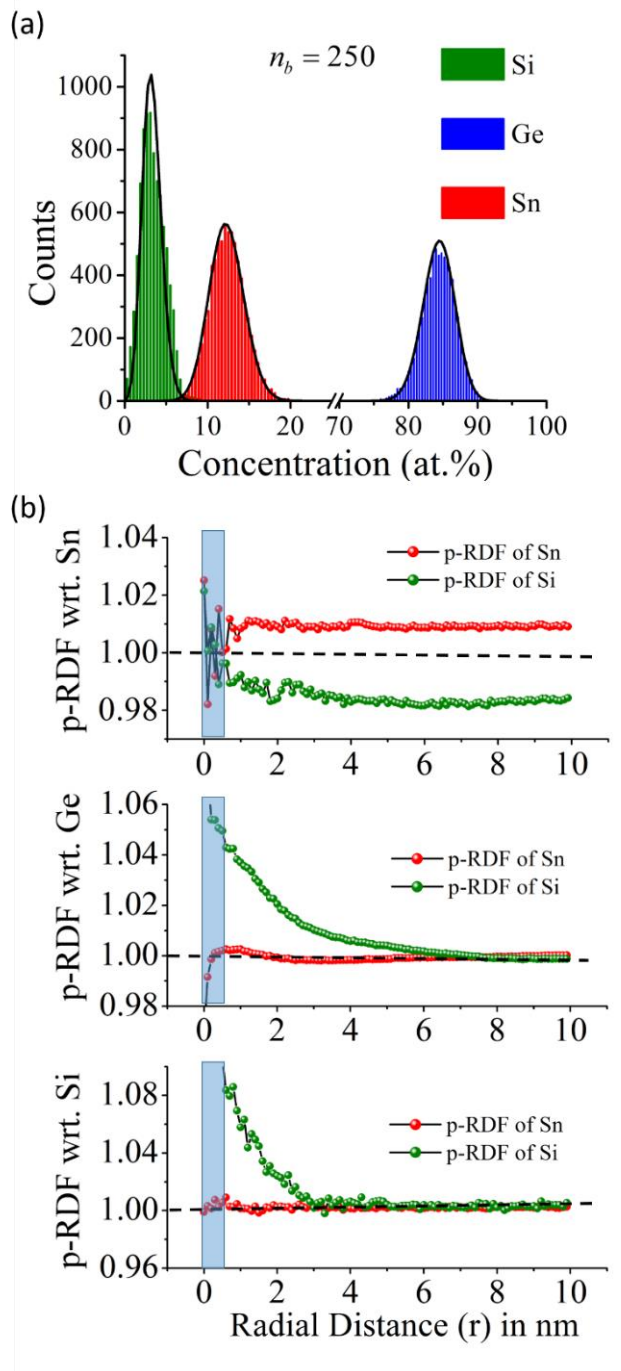 (a)
n_b = 250
Si
Ge
Sn
Counts
1000
800
600
400
200
0
0 10 20 70 80 90 100
Concentration (at.%)
(b)
p-RDF wrt. Sn
1.04
1.02
1.00
0.98
p-RDF of Sn
p-RDF of Si
0 2 4 6 8 10
p-RDF wrt. Ge
1.06
1.04
1.02
1.00
0.98
p-RDF of Sn
p-RDF of Si
0 2 4 6 8 10
p-RDF wrt. Si
1.08
1.04
1.00
0.96
p-RDF of Sn
p-RDF of Si
0 2 4 6 8 10
Radial Distance (r) in nm